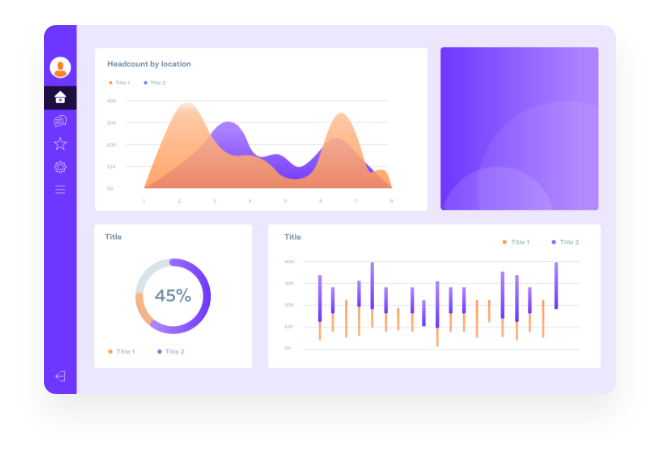 Headcount by location
Title 1 Title 2
40K
30K
20K
10K
0K
1 2 3 4 5 6 7 8
Title
45%
Title 1 Title 2
Title
Title 1 Title 2
40K
30K
20K
10K
0K